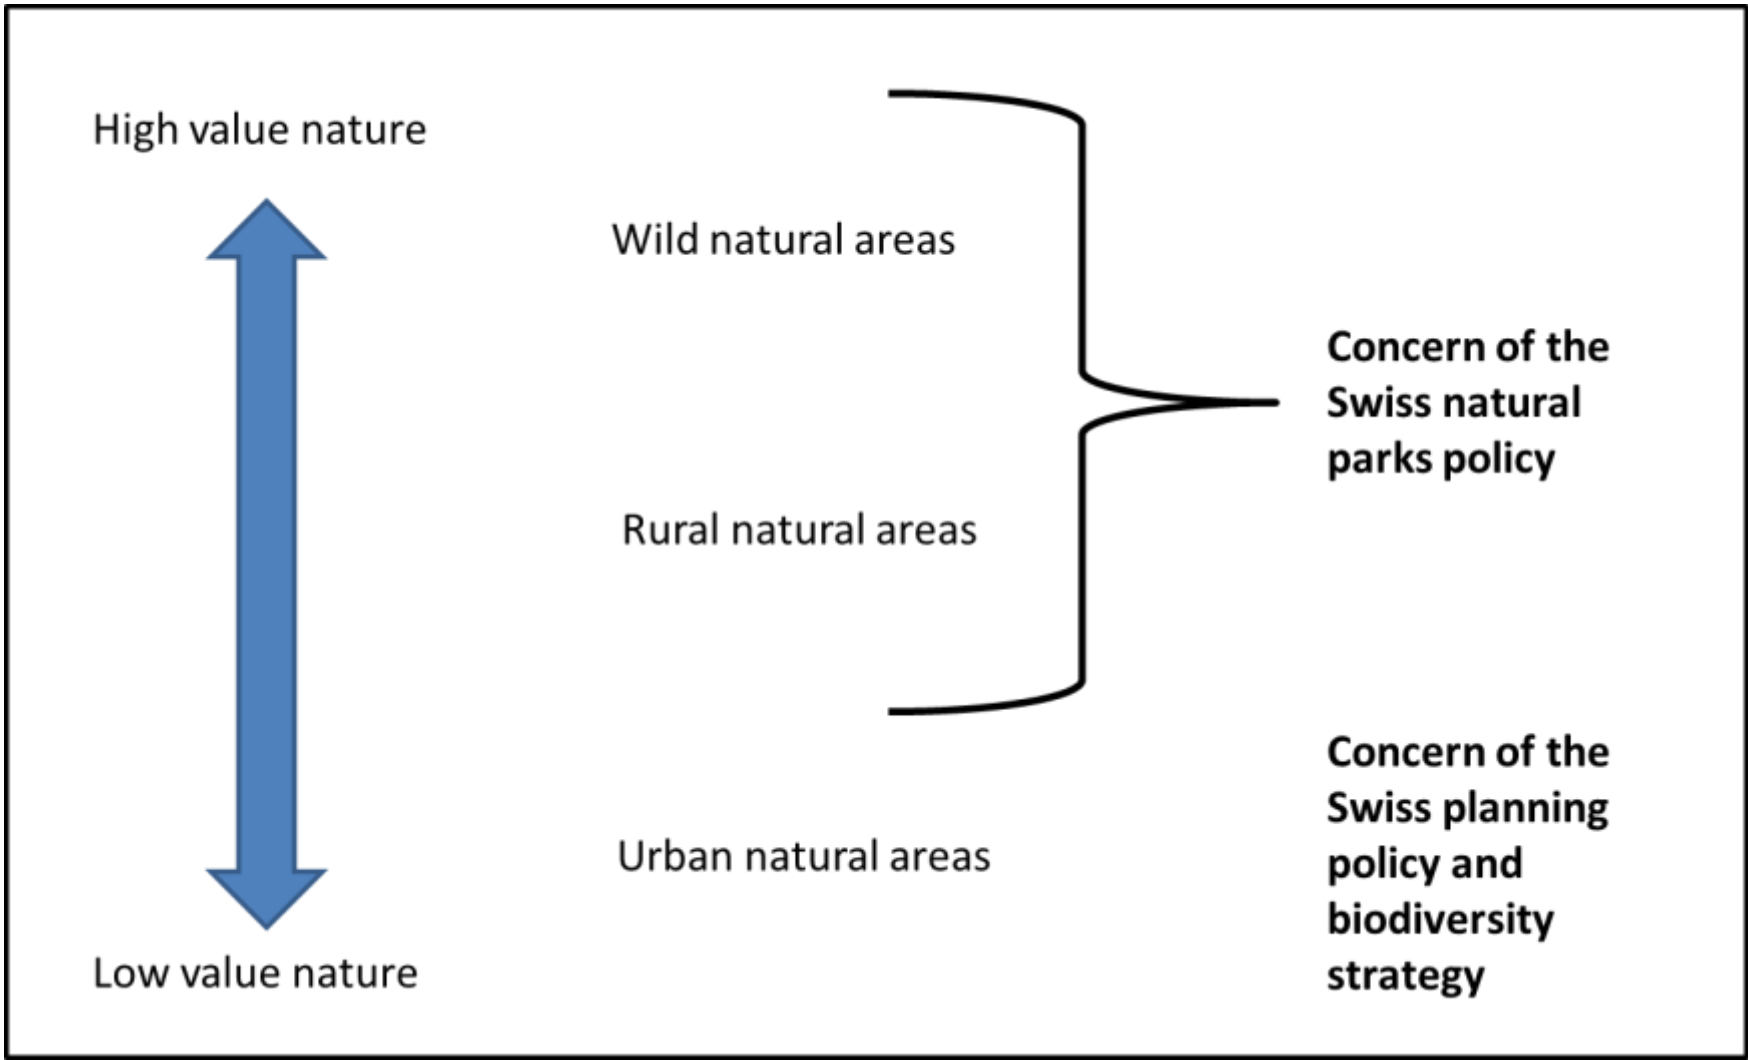 High value nature
Wild natural areas
Concern of the
Swiss natural
parks policy
Rural natural areas
Urban natural areas
Concern of the
Swiss planning
policy and
biodiversity
strategy
Low value nature